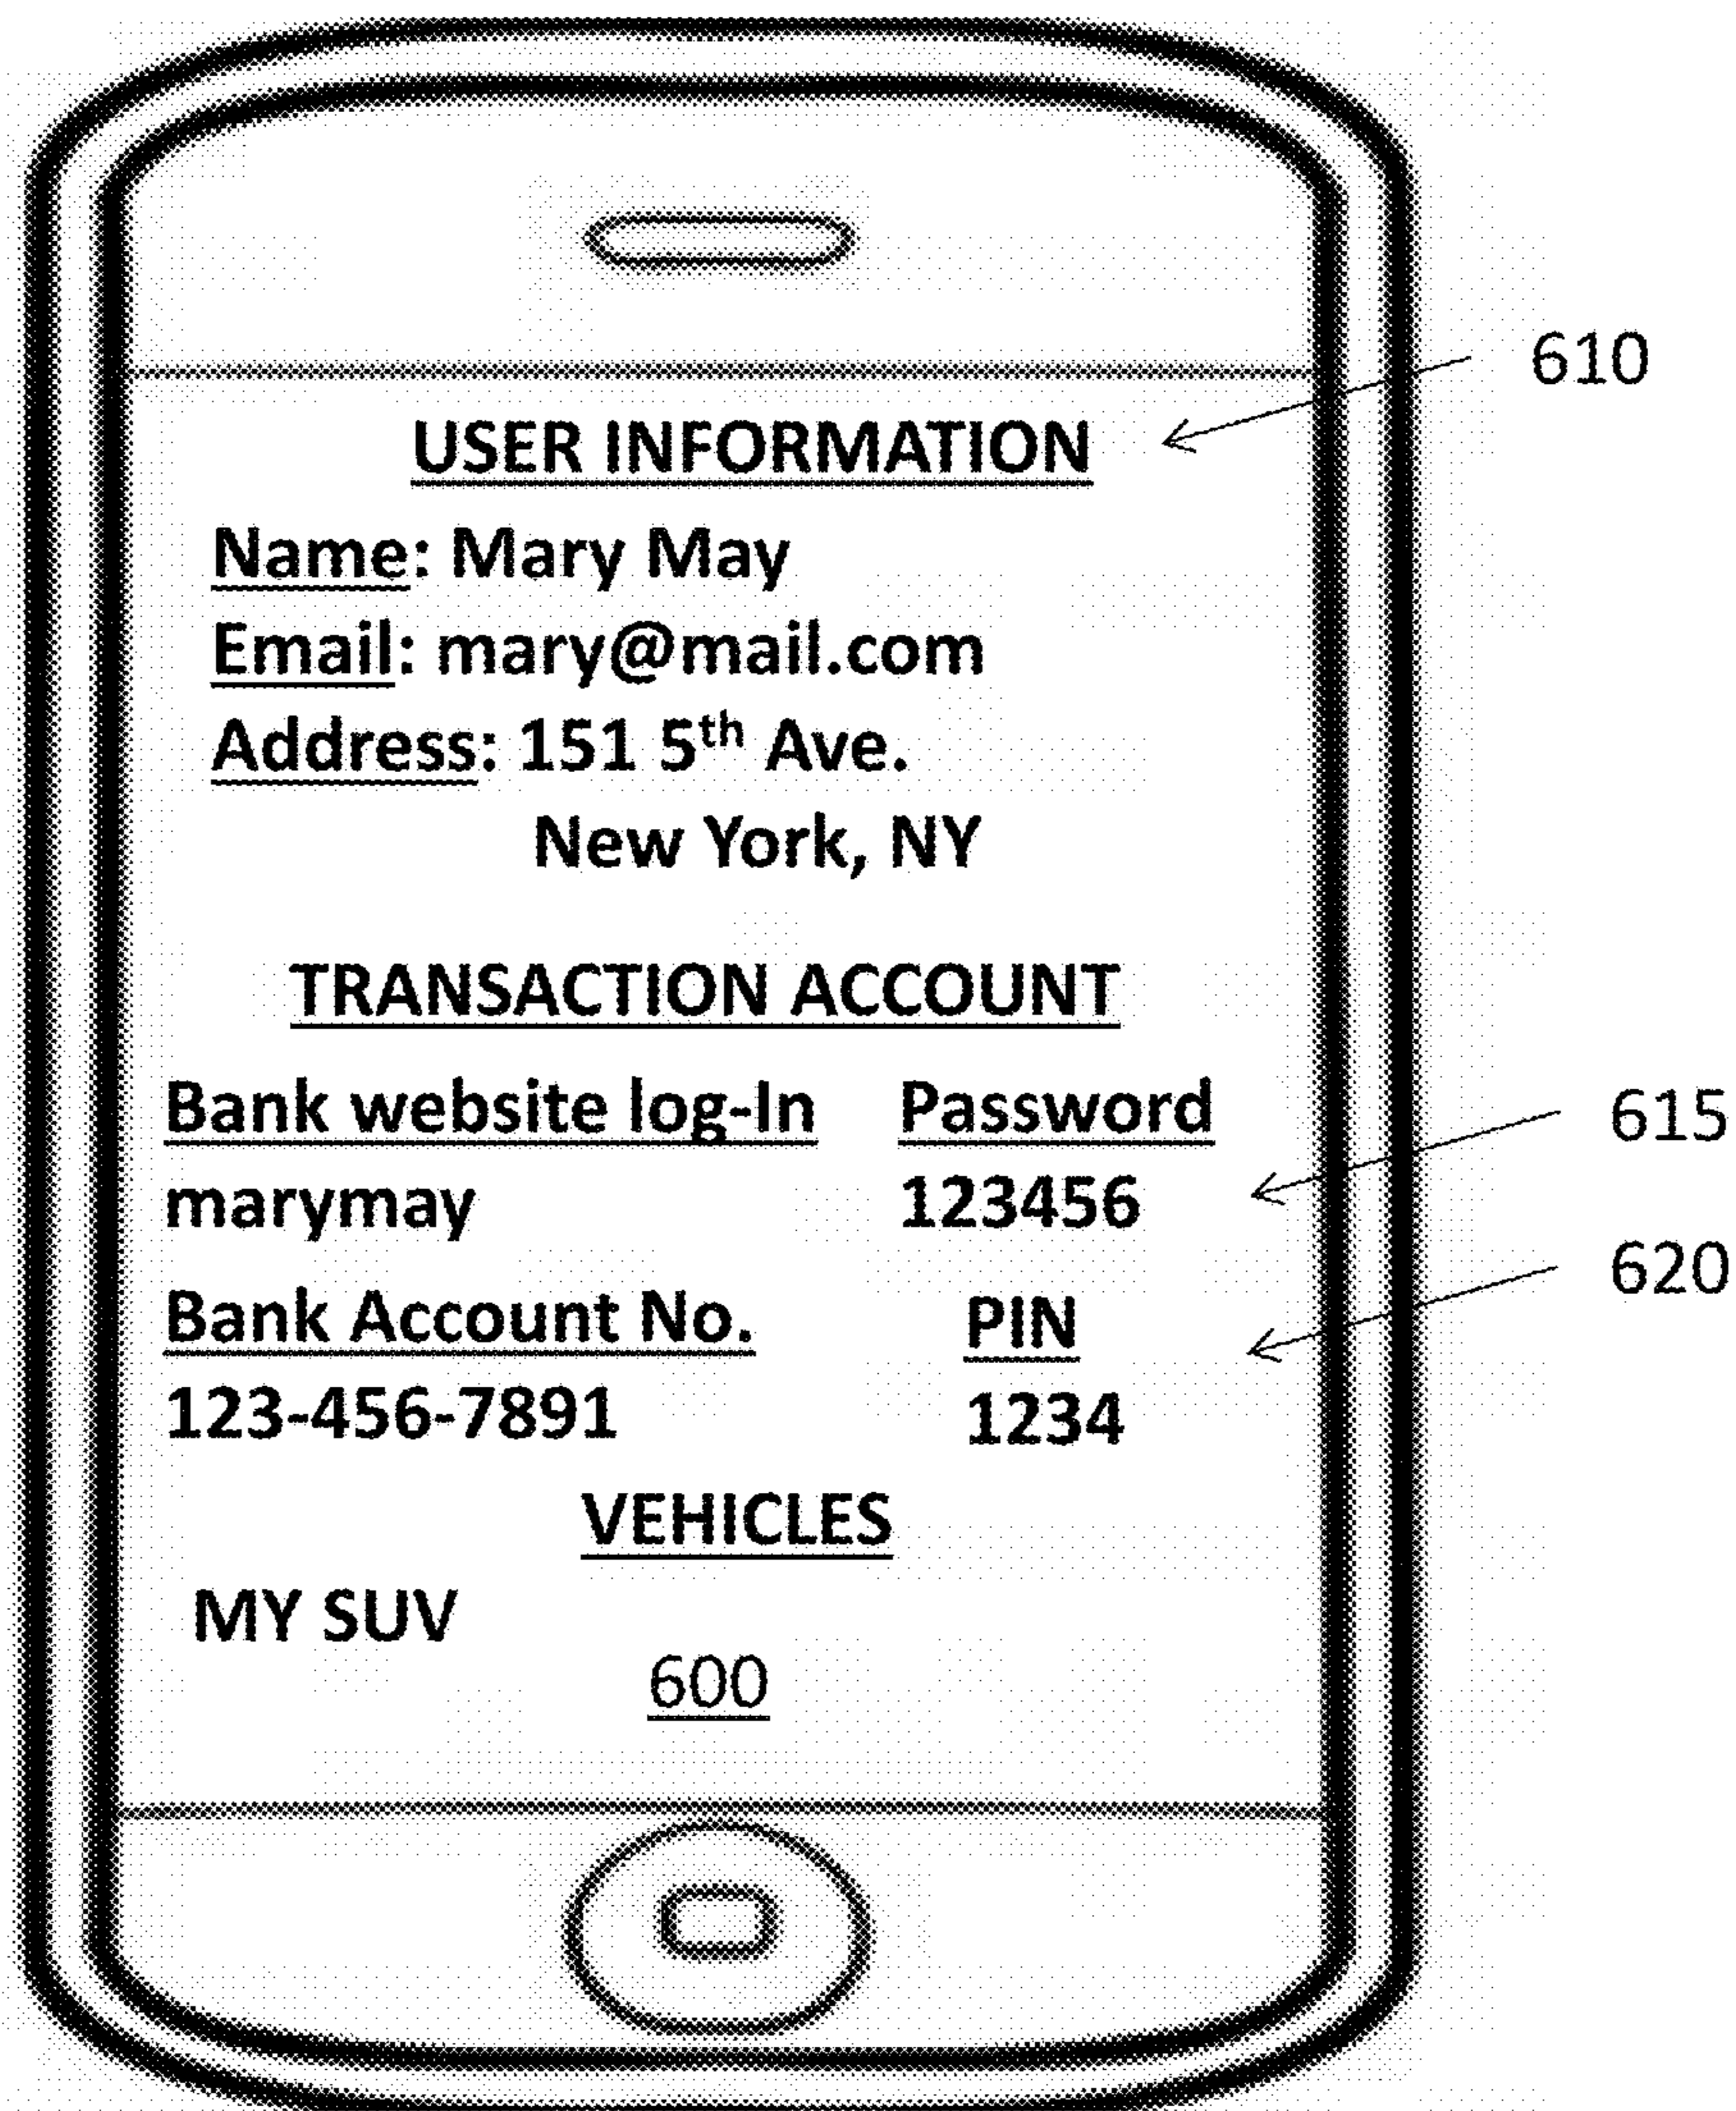 610
USER INFORMATION
Name: Mary May
Email: mary@mail.com
Address: 151 5th Ave.
New York, NY
TRANSACTION ACCOUNT
Bank website log-In Password
615
marymay 123456
620
Bank Account No. PIN
123-456-7891 1234
VEHICLES
MY SUV
600